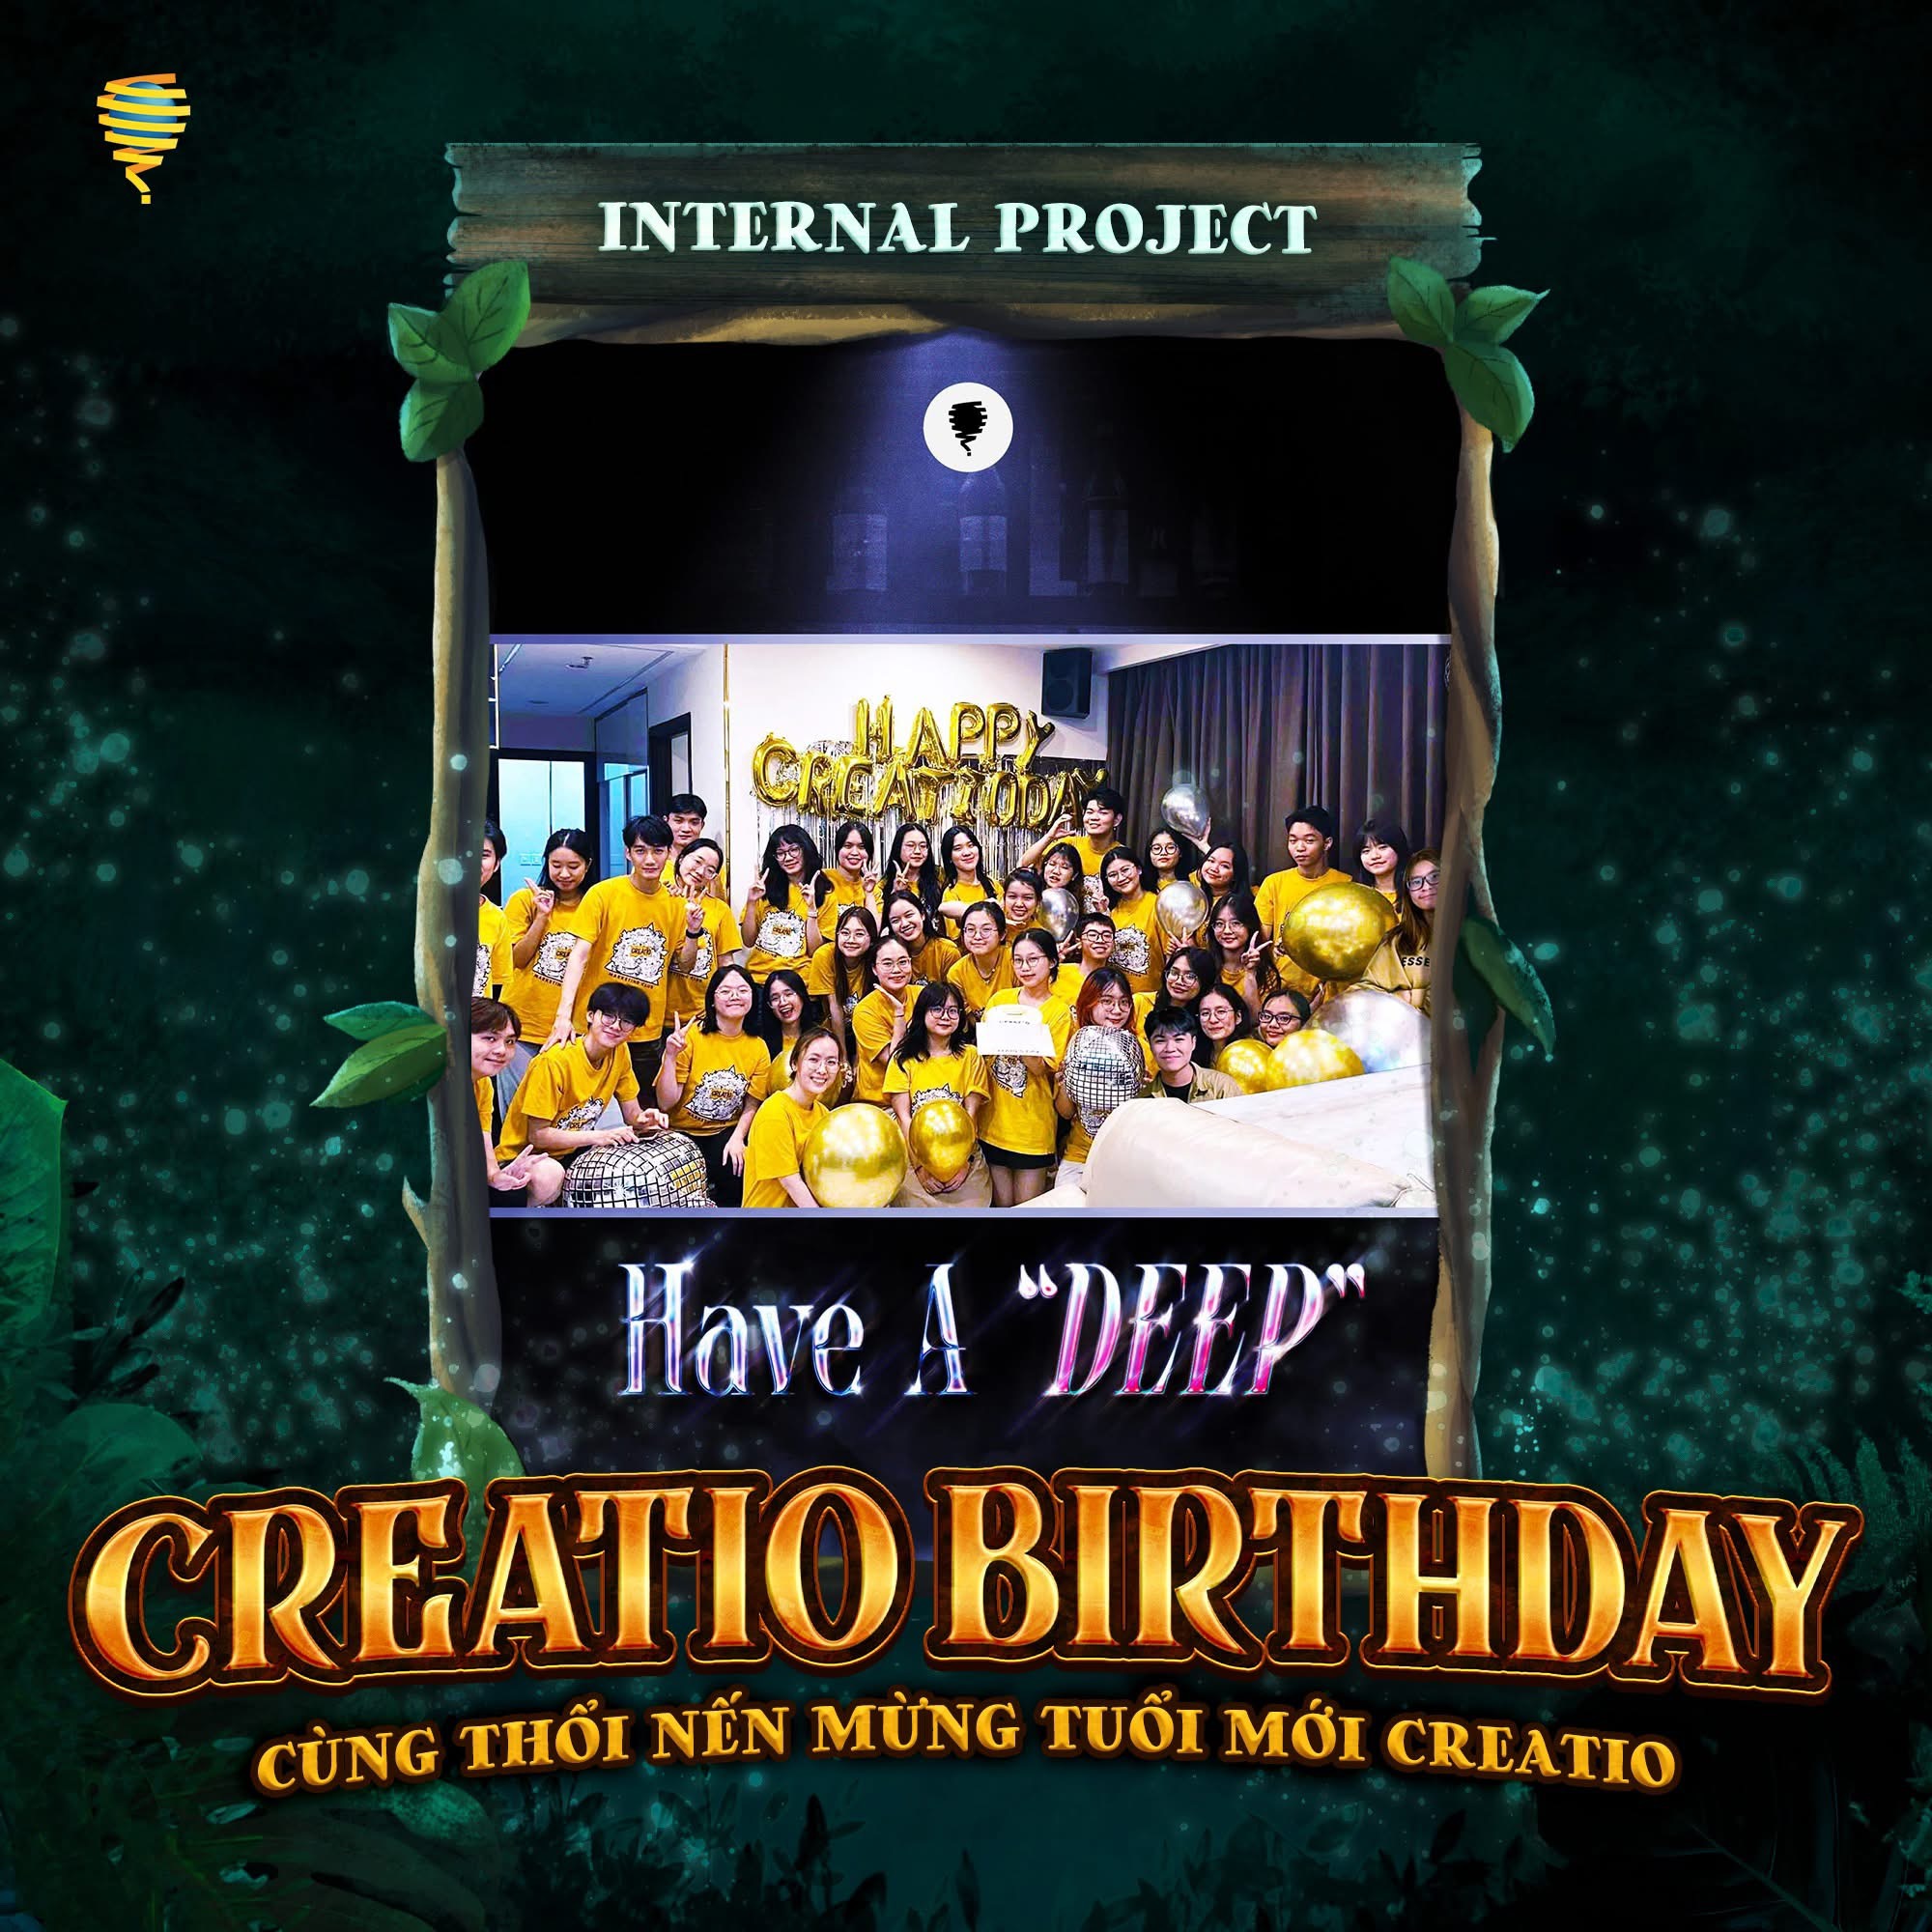 INTERNAL PROJECT
HAPPY
CREATIODAY
Have A “DEEP”
CREATIO BIRTHDAY
CÙNG THỔI NẾN MỪNG TUỔI MỚI CREATIO